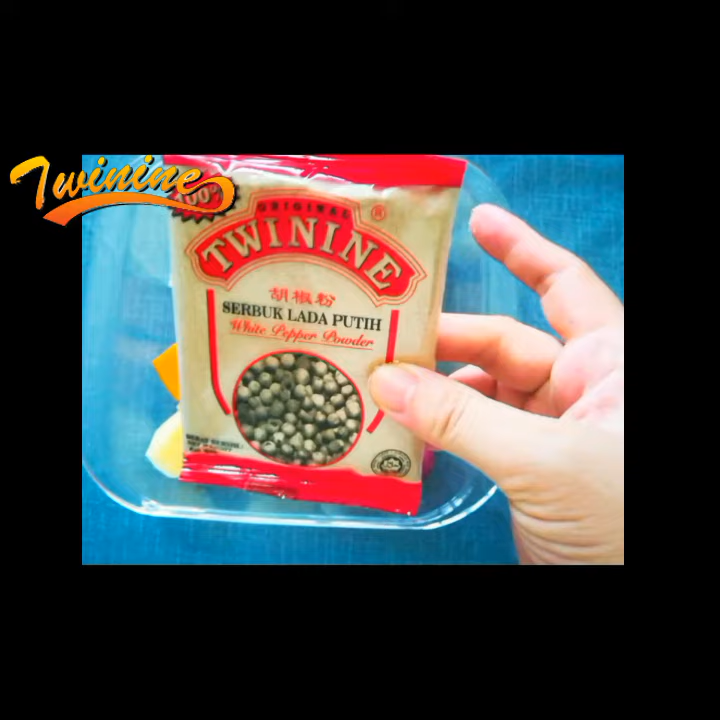 Twinine
100%
ORIGINAL
TWININE
®
胡椒粉
SERBUK LADA PUTIH
White Pepper Powder